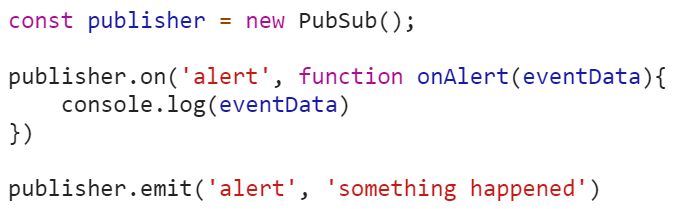 const publisher = new PubSub();
publisher.on('alert', function onAlert(eventData){
    console.log(eventData)
})
publisher.emit('alert', 'something happened')